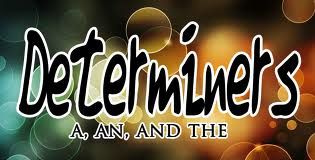 Determiners
A, AN, AND THE